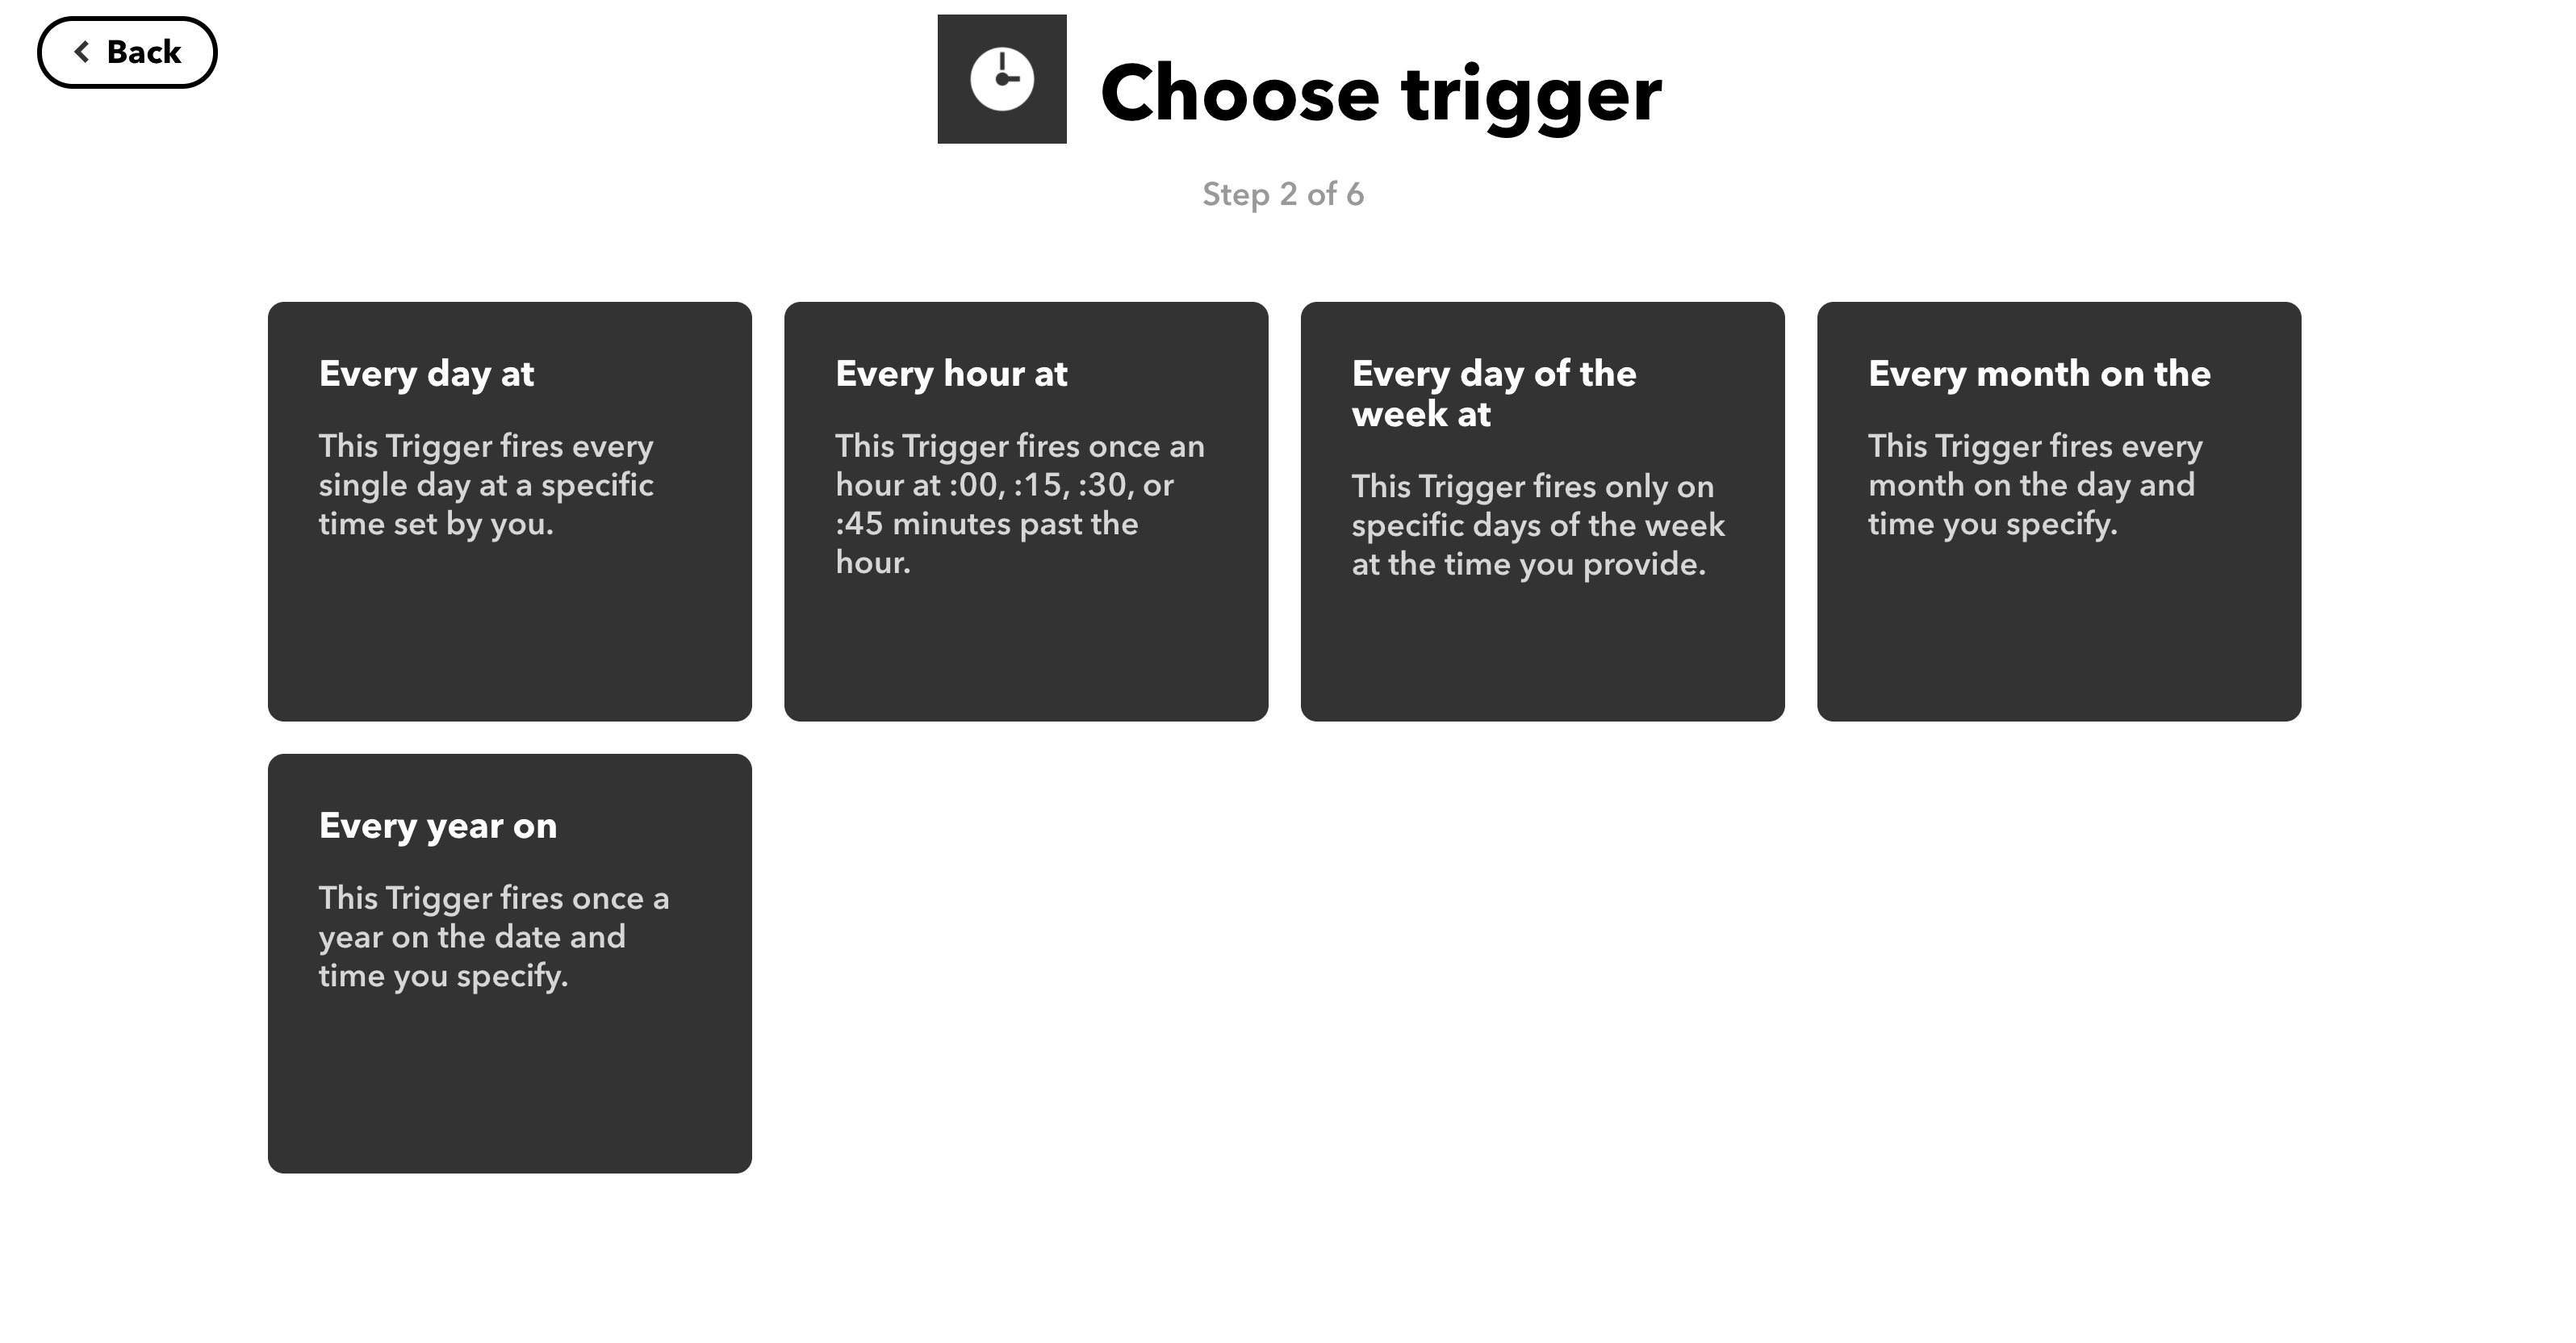 Back
Choose trigger
Step 2 of 6
Every day at
This Trigger fires every
single day at a specific
time set by you.
Every hour at
This Trigger fires once an
hour at :00, :15, :30, or
:45 minutes past the
hour.
Every day of the
week at
This Trigger fires only on
specific days of the week
at the time you provide.
Every month on the
This Trigger fires every
month on the day and
time you specify.
Every year on
This Trigger fires once a
year on the date and
time you specify.